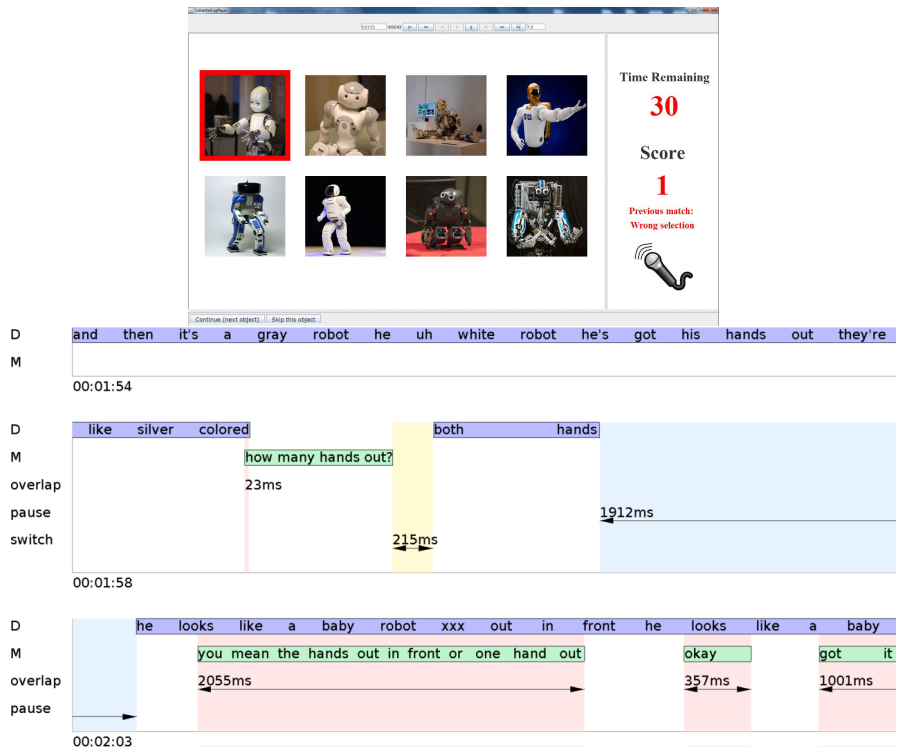 CollabRefLogPlayer
0:02:43
Time Remaining
30
Score
1
Previous match:
Wrong selection
Continue (next object) Skip this object
D and then it's a gray robot he uh white robot he's got his hands out they're
M
00:01:54
D like silver colored both hands
M how many hands out?
overlap 23ms
pause 1912ms
switch 215ms
00:01:58
D he looks like a baby robot xxx out in front he looks like a baby
M you mean the hands out in front or one hand out okay got it
overlap 2055ms 357ms 1001ms
pause
00:02:03